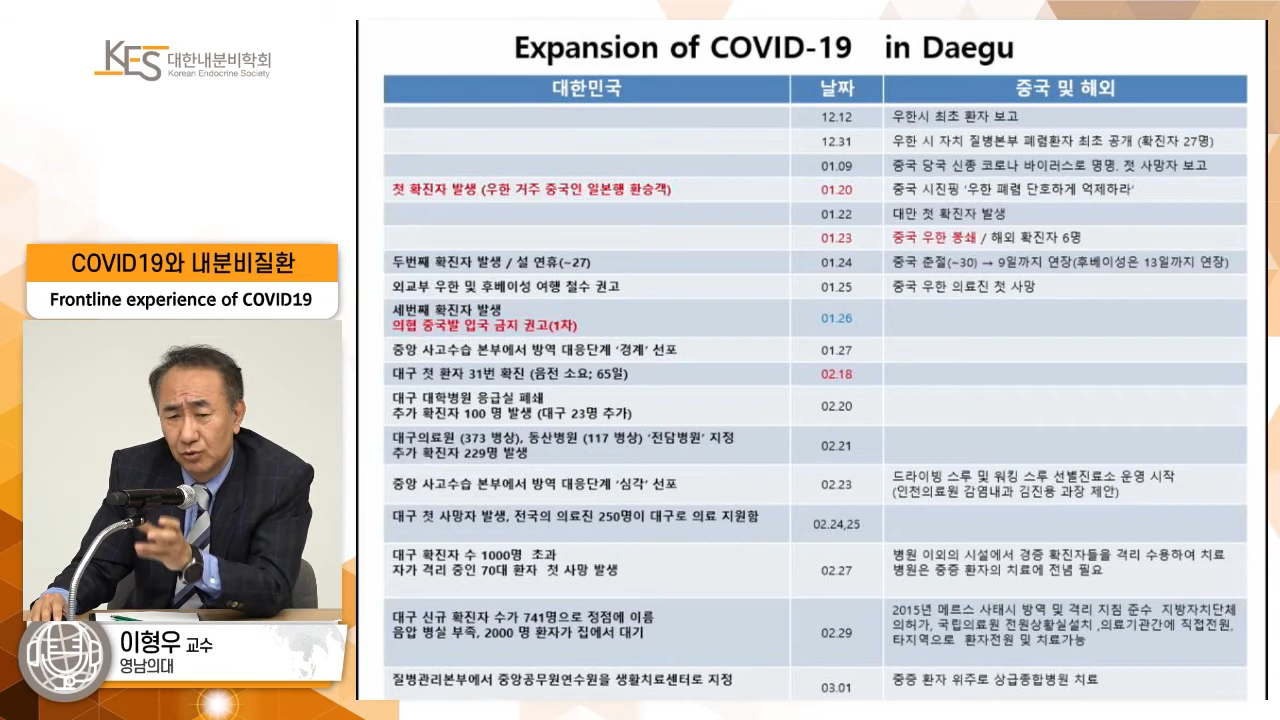 KES 대한내분비학회
Korean Endocrine Society
COVID19와 내분비질환
Frontline experience of COVID19
이형우 교수
영남의대
Expansion of COVID-19 in Daegu
대한민국 날짜 중국 및 해외
12.12 우한시 최초 환자 보고
12.31 우한 시 자치 질병본부 폐렴환자 최초 공개 (확진자 27명)
01.09 중국 당국 신종 코로나 바이러스로 명명. 첫 사망자 보고
첫 확진자 발생 (우한 거주 중국인 일본행 환승객) 01.20 중국 시진핑 ‘우한 폐렴 단호하게 억제하라’
01.22 대만 첫 확진자 발생
01.23 중국 우한 봉쇄 / 해외 확진자 6명
두번째 확진자 발생 / 설 연휴(~27) 01.24 중국 춘절(~30) → 9일까지 연장(후베이성은 13일까지 연장)
외교부 우한 및 후베이성 여행 철수 권고 01.25 중국 우한 의료진 첫 사망
세번째 확진자 발생
의협 중국발 입국 금지 권고(1차) 01.26
중앙 사고수습 본부에서 방역 대응단계 ‘경계’ 선포 01.27
대구 첫 환자 31번 확진 (음전 소요; 65일) 02.18
대구 대학병원 응급실 폐쇄
추가 확진자 100 명 발생 (대구 23명 추가) 02.20
대구의료원 (373 병상), 동산병원 (117 병상) ‘전담병원’ 지정
추가 확진자 229명 발생 02.21
중앙 사고수습 본부에서 방역 대응단계 ‘심각’ 선포 02.23 드라이빙 스루 및 워킹 스루 선별진료소 운영 시작
(인천의료원 감염내과 김진용 과장 제안)
대구 첫 사망자 발생, 전국의 의료진 250명이 대구로 의료 지원함 02.24,25
대구 확진자 수 1000명 초과
자가 격리 중인 70대 환자 첫 사망 발생 02.27 병원 이외의 시설에서 경증 확진자들을 격리 수용하여 치료
병원은 중증 환자의 치료에 전념 필요
대구 신규 확진자 수가 741명으로 정점에 이름
음압 병실 부족, 2000 명 환자가 집에서 대기 02.29 2015년 메르스 사태시 방역 및 격리 지침 준수 지방자치단체
의허가, 국립의료원 전원상황실설치 ,의료기관간에 직접전원,
타지역으로 환자전원 및 치료가능
질병관리본부에서 중앙공무원연수원을 생활치료센터로 지정 03.01 중증 환자 위주로 상급종합병원 치료